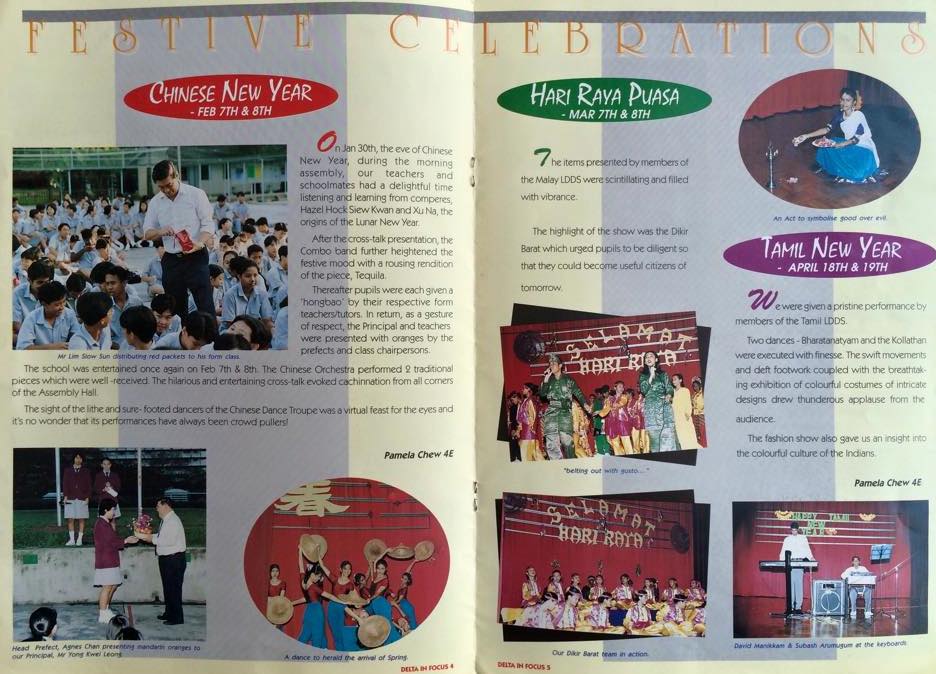 FESTIVE CELEBRATIONS
CHINESE NEW YEAR
- FEB 7TH & 8TH
On Jan 30th, the eve of Chinese
New Year, during the morning
assembly, our teachers and
schoolmates had a delightful time
listening and learning from comperes,
Hazel Hock Siew Kwan and Xu Na, the
origins of the Lunar New Year.
After the cross-talk presentation, the
Combo band further heightened the
festive mood with a rousing rendition
of the piece, Tequila.
Thereafter pupils were each given a
'hongbao' by their respective form
teachers/tutors. In return, as a gesture
of respect, the Principal and teachers
were presented with oranges by the
prefects and class chairpersons.
Mr Lim Slow Sun distributing red packets to his form class.
The school was entertained once again on Feb 7th & 8th. The Chinese Orchestra performed 2 traditional
pieces which were well -received. The hilarious and entertaining cross-talk evoked cachinnation from all corners
of the Assembly Hall.
The sight of the lithe and sure- footed dancers of the Chinese Dance Troupe was a virtual feast for the eyes and
it's no wonder that its performances have always been crowd pullers!
Pamela Chew 4E
春
Head Prefect, Agnes Chan presenting mandarin oranges to
our Principal, Mr Yong Kwei Leong.
A dance to herald the arrival of Spring.
DELTA IN FOCUS 4
HARI RAYA PUASA
- MAR 7TH & 8TH
The items presented by members of
the Malay LDDS were scintillating and filled
with vibrance.
The highlight of the show was the Dikir
Barat which urged pupils to be diligent so
that they could become useful citizens of
tomorrow.
SELAMAT
HARI RAYA
"belting out with gusto...."
SELAMAT
HARI RAYA
Our Dikir Barat team in action.
DELTA IN FOCUS 5
An Act to symbolise good over evil.
TAMIL NEW YEAR
- APRIL 18TH & 19TH
We were given a pristine performance by
members of the Tamil LDDS.
Two dances - Bharatanatyam and the Kollathan
were executed with finesse. The swift movements
and deft footwork coupled with the breathtak-
ing exhibition of colourful costumes of intricate
designs drew thunderous applause from the
audience.
The fashion show also gave us an insight into
the colourful culture of the Indians.
Pamela Chew 4E
HAPPY TAMIL
NEW
YEAR
David Manikkam & Subash Arumugum at the keyboards.